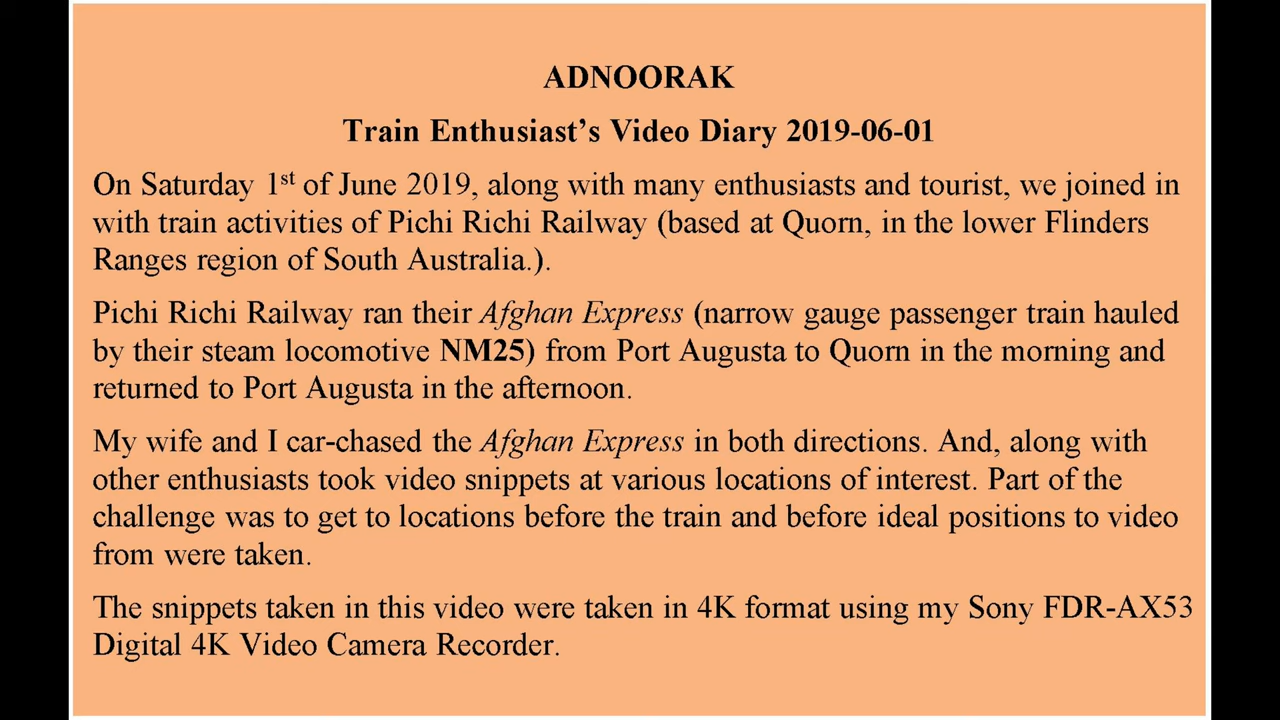 ADNOORAK
Train Enthusiast’s Video Diary 2019-06-01
On Saturday 1st of June 2019, along with many enthusiasts and tourist, we joined in
with train activities of Pichi Richi Railway (based at Quorn, in the lower Flinders
Ranges region of South Australia.).
Pichi Richi Railway ran their Afghan Express (narrow gauge passenger train hauled
by their steam locomotive NM25) from Port Augusta to Quorn in the morning and
returned to Port Augusta in the afternoon.
My wife and I car-chased the Afghan Express in both directions. And, along with
other enthusiasts took video snippets at various locations of interest. Part of the
challenge was to get to locations before the train and before ideal positions to video
from were taken.
The snippets taken in this video were taken in 4K format using my Sony FDR-AX53
Digital 4K Video Camera Recorder.